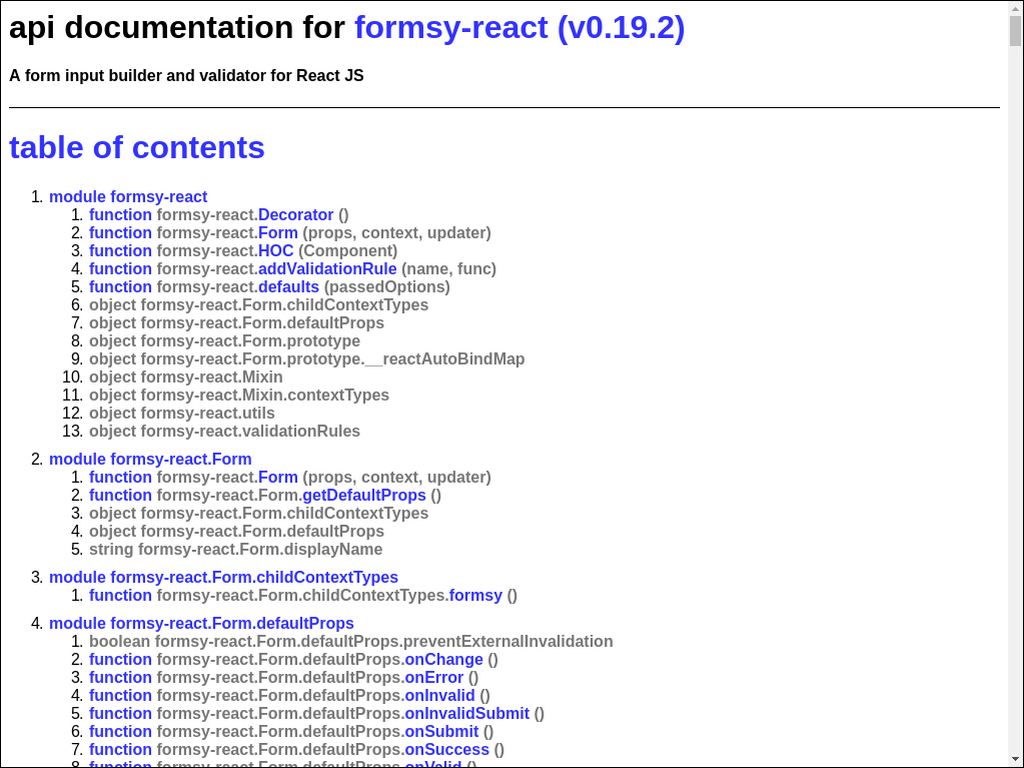 api documentation for formsy-react (v0.19.2)
A form input builder and validator for React JS
table of contents
1. module formsy-react
1. function formsy-react.Decorator ()
2. function formsy-react.Form (props, context, updater)
3. function formsy-react.HOC (Component)
4. function formsy-react.addValidationRule (name, func)
5. function formsy-react.defaults (passedOptions)
6. object formsy-react.Form.childContextTypes
7. object formsy-react.Form.defaultProps
8. object formsy-react.Form.prototype
9. object formsy-react.Form.prototype.__reactAutoBindMap
10. object formsy-react.Mixin
11. object formsy-react.Mixin.contextTypes
12. object formsy-react.utils
13. object formsy-react.validationRules
2. module formsy-react.Form
1. function formsy-react.Form (props, context, updater)
2. function formsy-react.Form.getDefaultProps ()
3. object formsy-react.Form.childContextTypes
4. object formsy-react.Form.defaultProps
5. string formsy-react.Form.displayName
3. module formsy-react.Form.childContextTypes
1. function formsy-react.Form.childContextTypes.formsy ()
4. module formsy-react.Form.defaultProps
1. boolean formsy-react.Form.defaultProps.preventExternalInvalidation
2. function formsy-react.Form.defaultProps.onChange ()
3. function formsy-react.Form.defaultProps.onError ()
4. function formsy-react.Form.defaultProps.onInvalid ()
5. function formsy-react.Form.defaultProps.onInvalidSubmit ()
6. function formsy-react.Form.defaultProps.onSubmit ()
7. function formsy-react.Form.defaultProps.onSuccess ()
8. function formsy-react.Form.defaultProps.onValid ()